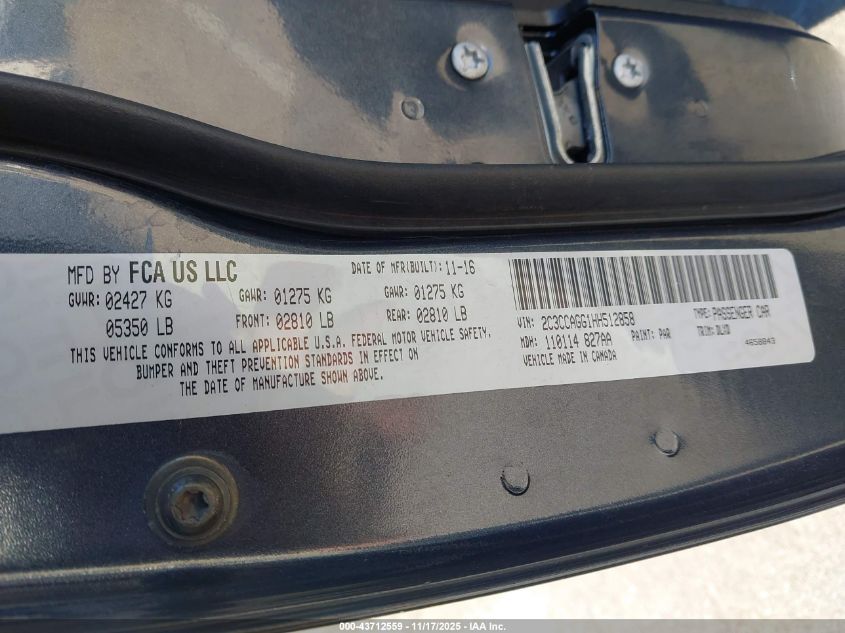 MFD BY FCA US LLC
DATE OF MFR(BUILT): 11-16
GVWR: 02427 KG GAWR: 01275 KG GAWR: 01275 KG
05350 LB FRONT: 02810 LB REAR: 02810 LB
THIS VEHICLE CONFORMS TO ALL APPLICABLE U.S.A. FEDERAL MOTOR VEHICLE SAFETY,
BUMPER AND THEFT PREVENTION STANDARDS IN EFFECT ON
THE DATE OF MANUFACTURE SHOWN ABOVE.
VIN: 2C3CCAGG1HH512858 TYPE: PASSENGER CAR
MDH: 110114 827AA PAINT: PAR TRIM: DLVD
VEHICLE MADE IN CANADA 4658843
000-43712559 — 11/17/2025 — IAA Inc.